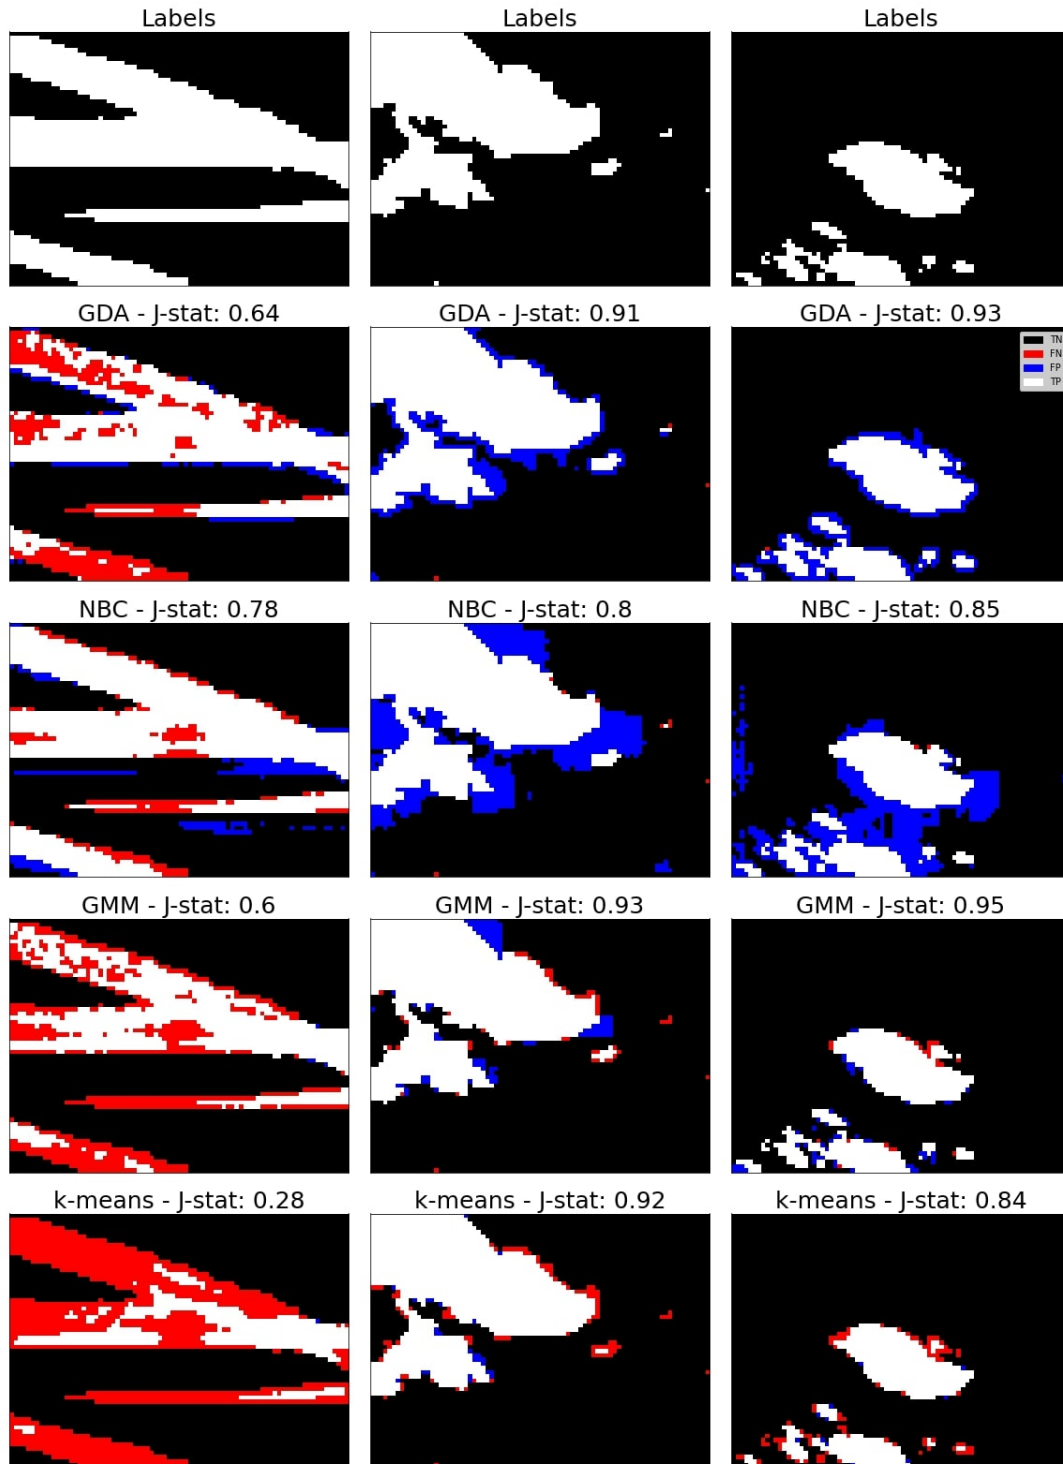 Labels Labels Labels
GDA - J-stat: 0.64 GDA - J-stat: 0.91 GDA - J-stat: 0.93
TN
FN
FP
TP
NBC - J-stat: 0.78 NBC - J-stat: 0.8 NBC - J-stat: 0.85
GMM - J-stat: 0.6 GMM - J-stat: 0.93 GMM - J-stat: 0.95
k-means - J-stat: 0.28 k-means - J-stat: 0.92 k-means - J-stat: 0.84